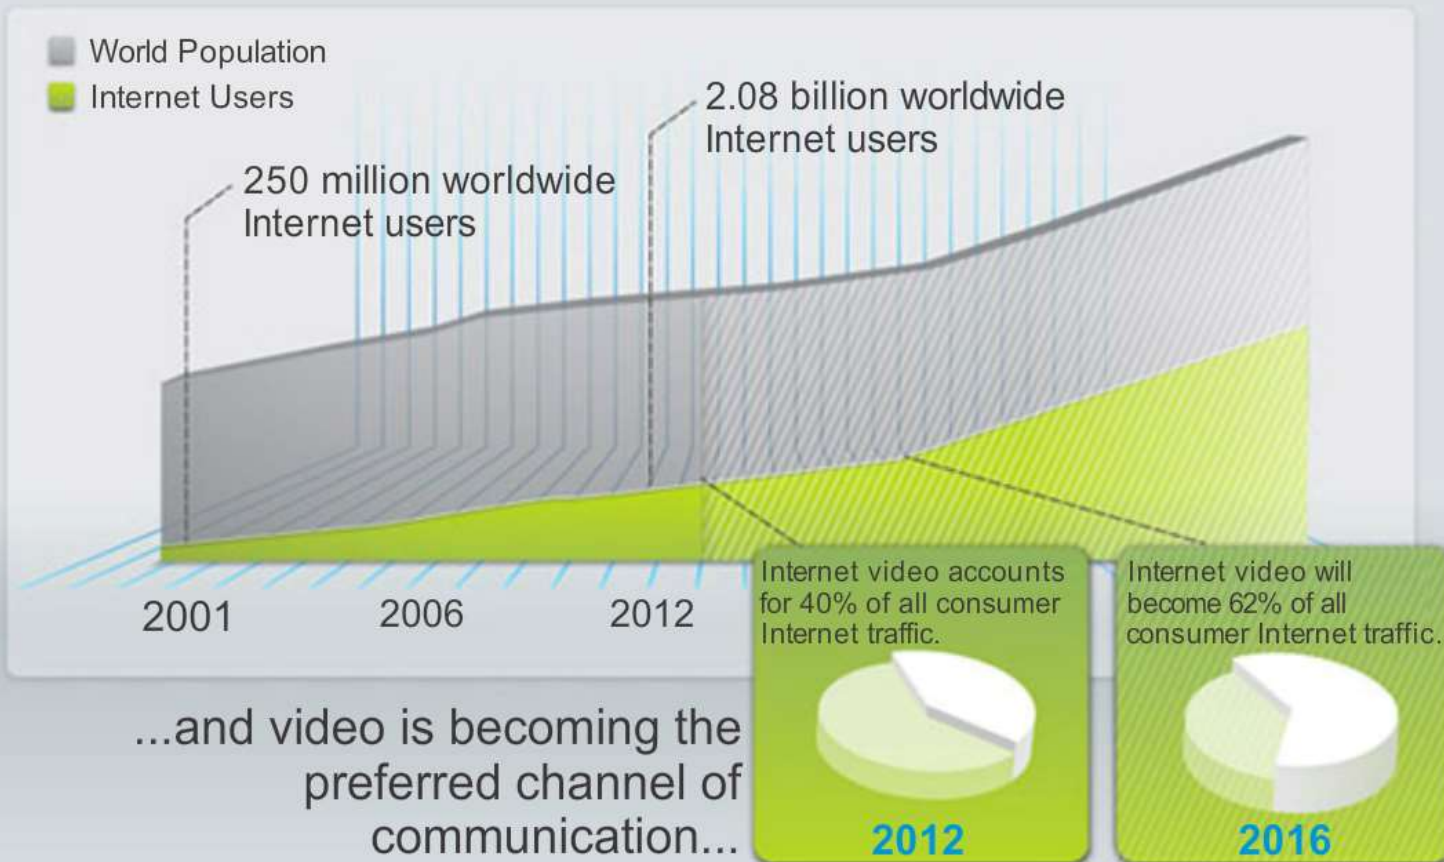 World Population
Internet Users
2.08 billion worldwide
Internet users
250 million worldwide
Internet users
2001
2006
2012
Internet video accounts
for 40% of all consumer
Internet traffic.
Internet video will
become 62% of all
consumer Internet traffic.
...and video is becoming the
preferred channel of
communication...
2012
2016